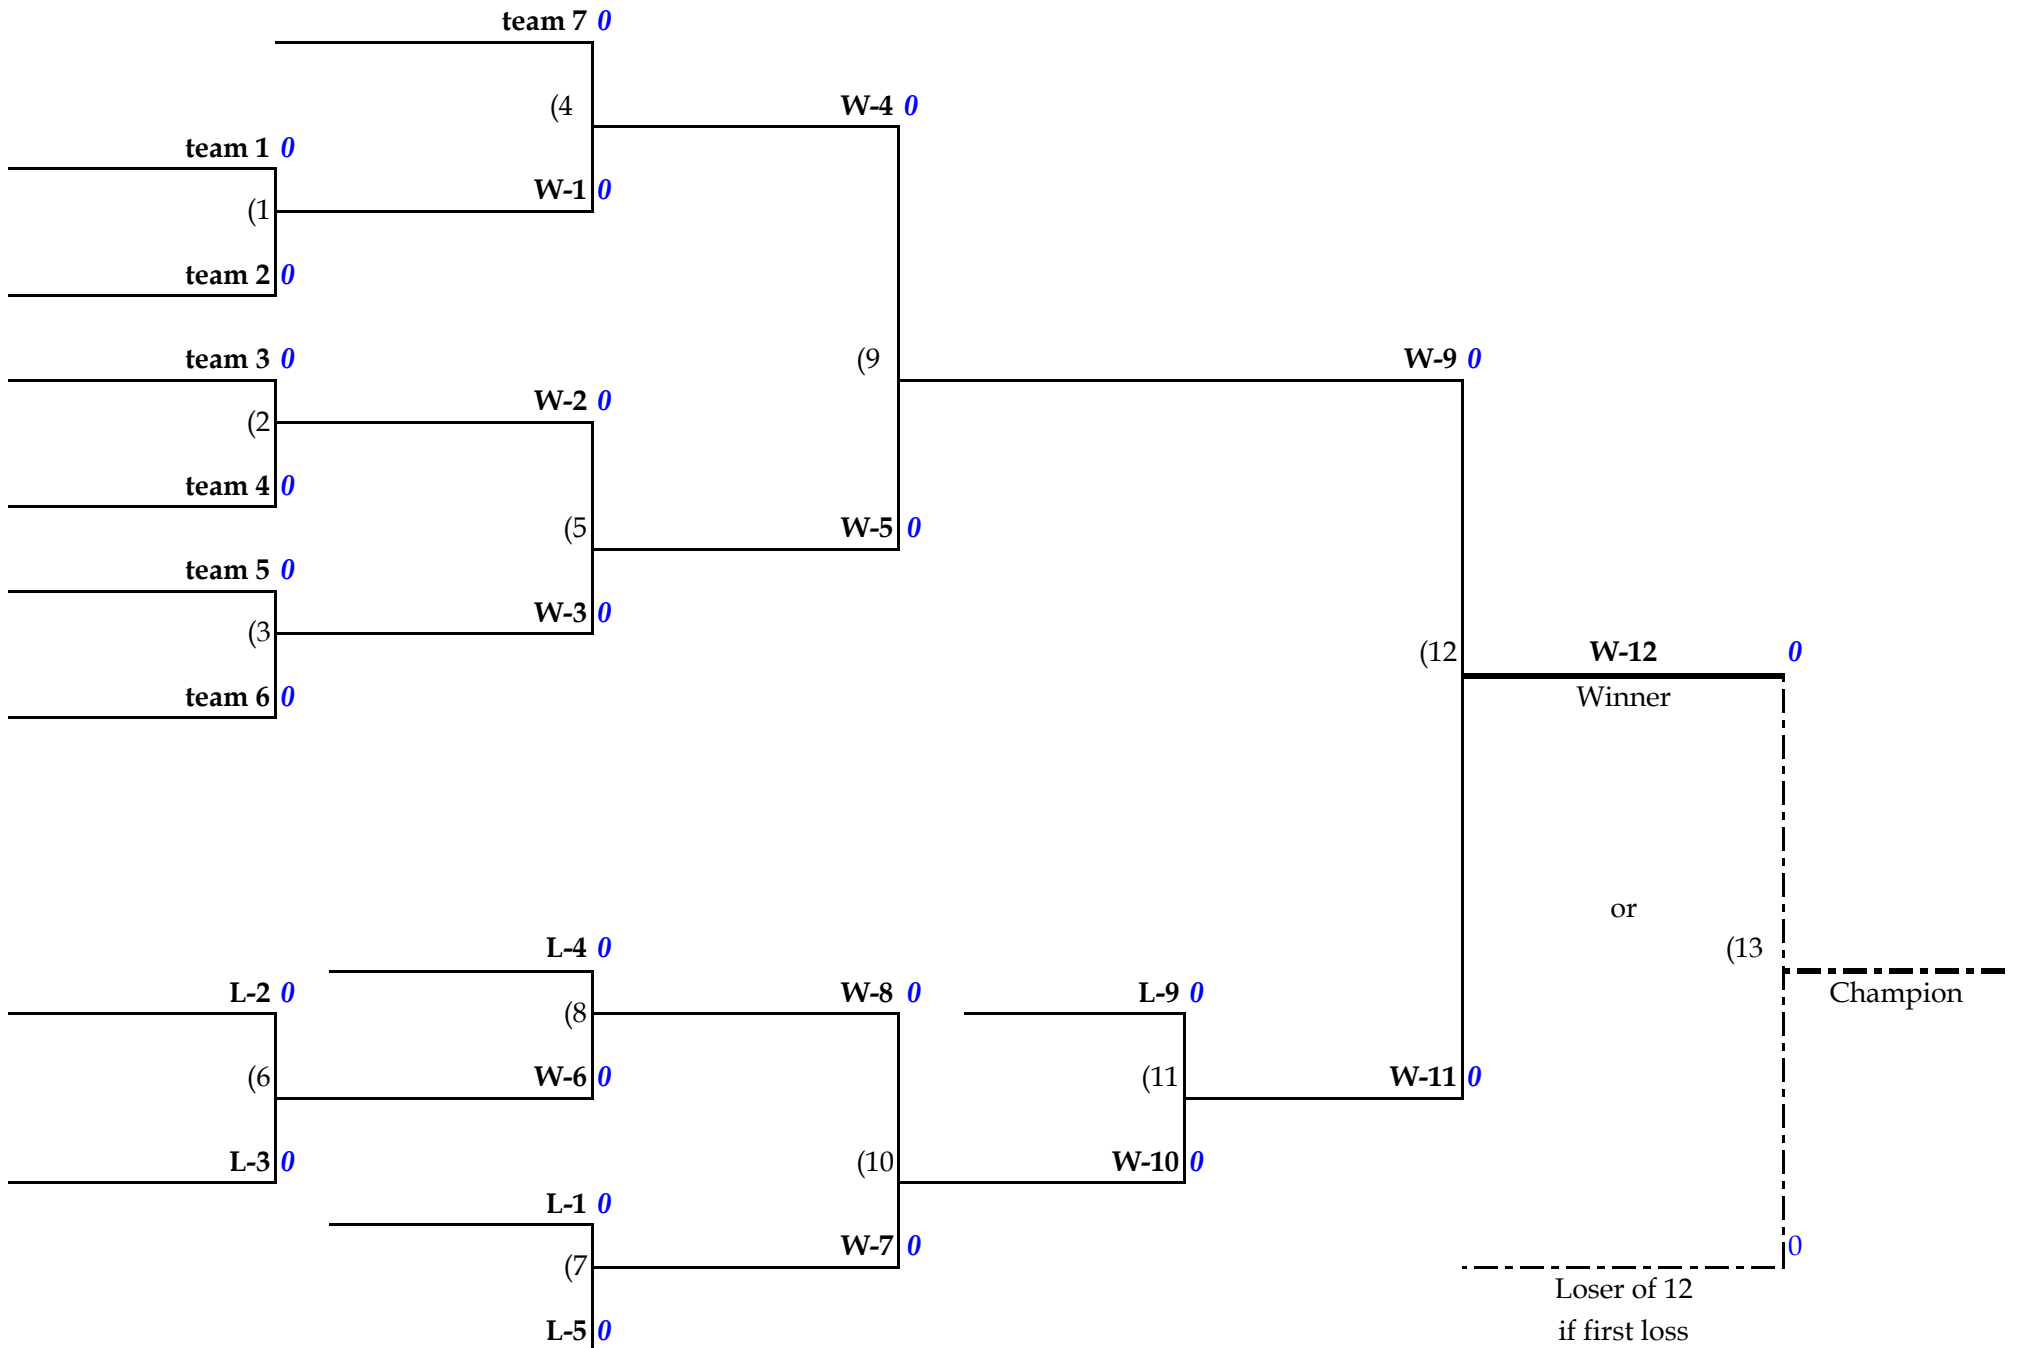 team 7 0
(4
W-4 0
team 1 0
W-1 0
(1
team 2 0
team 3 0
(9
W-9 0
W-2 0
(2
team 4 0
(5
W-5 0
team 5 0
W-3 0
(3
(12
W-12 0
team 6 0
Winner
or
L-4 0
(13
L-2 0
W-8 0
L-9 0
Champion
(8
(6
W-6 0
(11
W-11 0
L-3 0
(10
W-10 0
L-1 0
W-7 0
0
(7
Loser of 12
L-5 0
if first loss